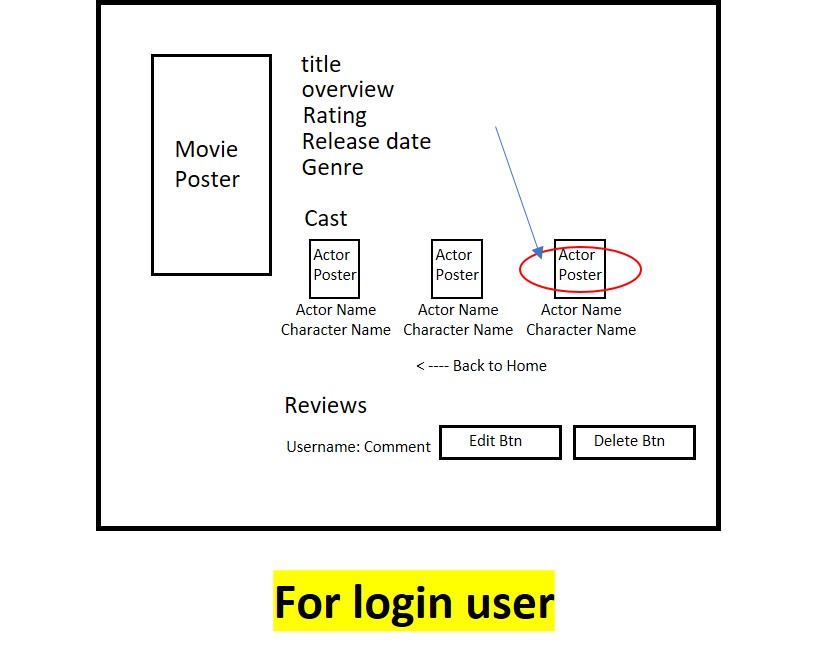 Movie
Poster
title
overview
Rating
Release date
Genre
Cast
Actor
Poster
Actor Name
Character Name
Actor
Poster
Actor Name
Character Name
Actor
Poster
Actor Name
Character Name
< ---- Back to Home
Reviews
Username: Comment
Edit Btn
Delete Btn
For login user